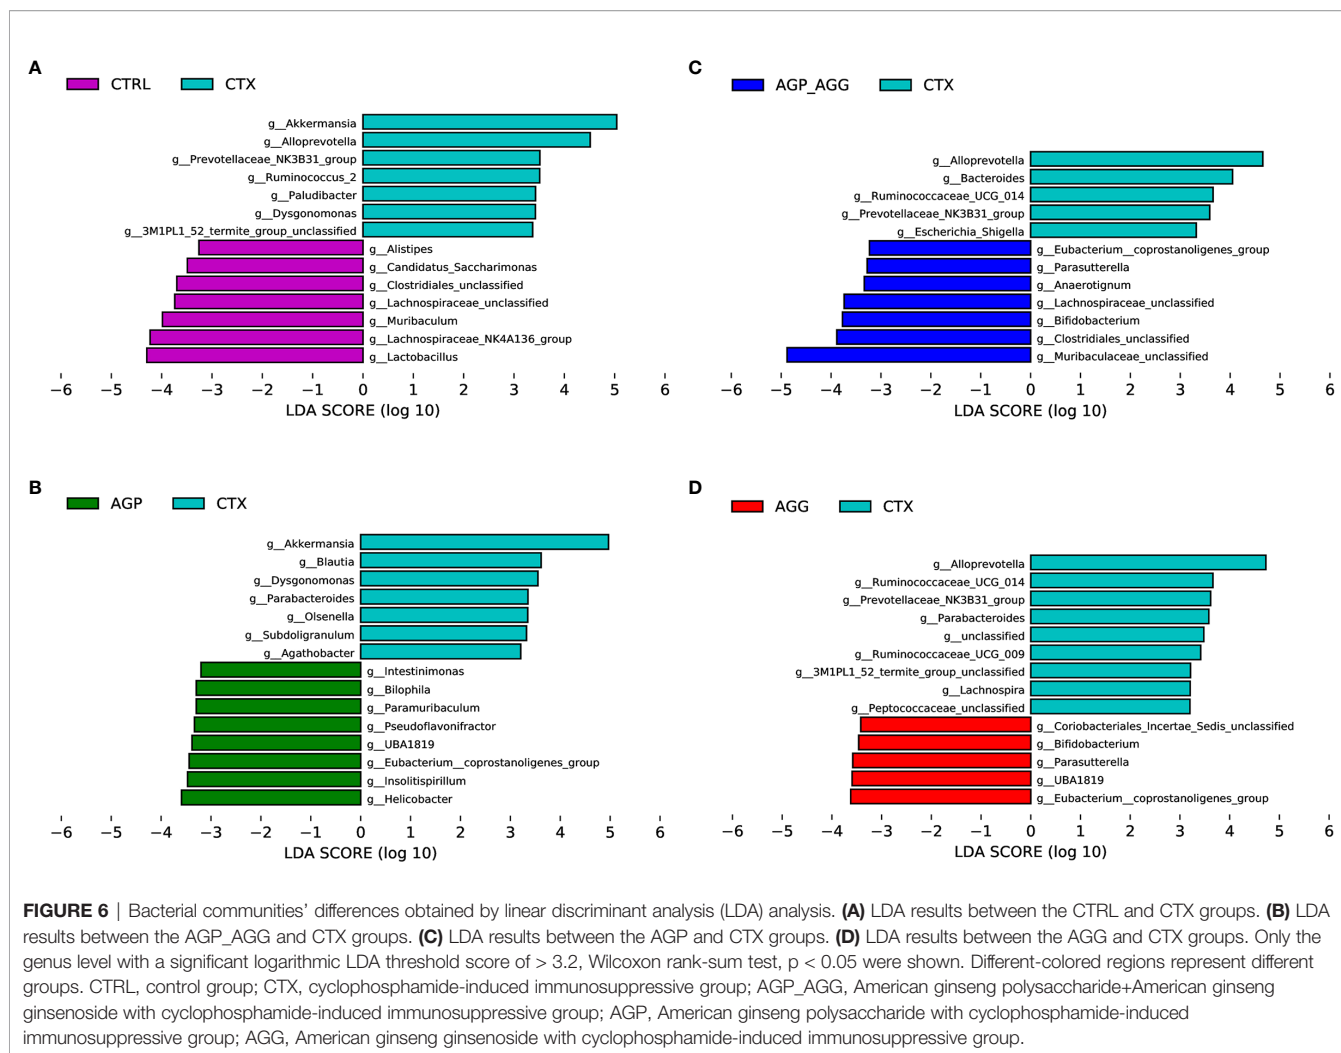 A
CTRL
CTX
g__Akkermansia
g__Alloprevotella
g__Prevotellaceae_NK3B31_group
g__Ruminococcus_2
g__Paludibacter
g__Dysgonomonas
g__3M1PL1_52_termite_group_unclassified
g__Alistipes
g__Candidatus_Saccharimonas
g__Clostridiales_unclassified
g__Lachnospiraceae_unclassified
g__Muribaculum
g__Lachnospiraceae_NK4A136_group
g__Lactobacillus
−6 −5 −4 −3 −2 −1 0 1 2 3 4 5 6
LDA SCORE (log 10)
C
AGP_AGG
CTX
g__Alloprevotella
g__Bacteroides
g__Ruminococcaceae_UCG_014
g__Prevotellaceae_NK3B31_group
g__Escherichia_Shigella
g__Eubacterium__coprostanoligenes_group
g__Parasutterella
g__Anaerotignum
g__Lachnospiraceae_unclassified
g__Bifidobacterium
g__Clostridiales_unclassified
g__Muribaculaceae_unclassified
−6 −5 −4 −3 −2 −1 0 1 2 3 4 5 6
LDA SCORE (log 10)
B
AGP
CTX
g__Akkermansia
g__Blautia
g__Dysgonomonas
g__Parabacteroides
g__Olsenella
g__Subdoligranulum
g__Agathobacter
g__Intestinimonas
g__Bilophila
g__Paramuribaculum
g__Pseudoflavonifractor
g__UBA1819
g__Eubacterium__coprostanoligenes_group
g__Insolitispirillum
g__Helicobacter
−6 −5 −4 −3 −2 −1 0 1 2 3 4 5 6
LDA SCORE (log 10)
D
AGG
CTX
g__Alloprevotella
g__Ruminococcaceae_UCG_014
g__Prevotellaceae_NK3B31_group
g__Parabacteroides
g__unclassified
g__Ruminococcaceae_UCG_009
g__3M1PL1_52_termite_group_unclassified
g__Lachnospira
g__Peptococcaceae_unclassified
g__Coriobacteriales_Incertae_Sedis_unclassified
g__Bifidobacterium
g__Parasutterella
g__UBA1819
g__Eubacterium__coprostanoligenes_group
−6 −5 −4 −3 −2 −1 0 1 2 3 4 5 6
LDA SCORE (log 10)
FIGURE 6 | Bacterial communities’ differences obtained by linear discriminant analysis (LDA) analysis. (A) LDA results between the CTRL and CTX groups. (B) LDA
results between the AGP_AGG and CTX groups. (C) LDA results between the AGP and CTX groups. (D) LDA results between the AGG and CTX groups. Only the
genus level with a significant logarithmic LDA threshold score of > 3.2, Wilcoxon rank-sum test, p < 0.05 were shown. Different-colored regions represent different
groups. CTRL, control group; CTX, cyclophosphamide-induced immunosuppressive group; AGP_AGG, American ginseng polysaccharide+American ginseng
ginsenoside with cyclophosphamide-induced immunosuppressive group; AGP, American ginseng polysaccharide with cyclophosphamide-induced
immunosuppressive group; AGG, American ginseng ginsenoside with cyclophosphamide-induced immunosuppressive group.